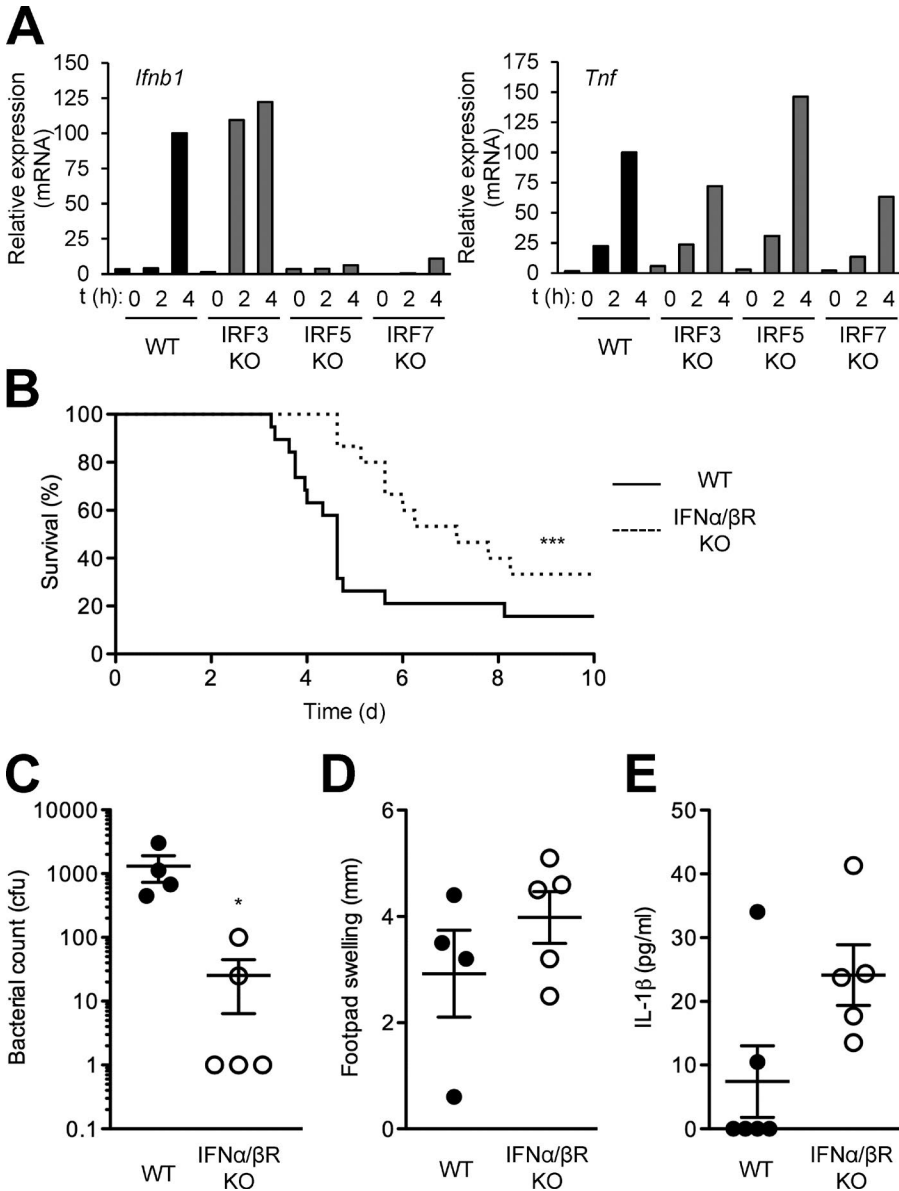 A
Ifnb1
Relative expression
(mRNA)
150
125
100
75
50
25
0
t (h): 0 2 4 0 2 4 0 2 4 0 2 4
WT
IRF3
KO
IRF5
KO
IRF7
KO
Tnf
Relative expression
(mRNA)
175
150
125
100
75
50
25
0
t (h): 0 2 4 0 2 4 0 2 4 0 2 4
WT
IRF3
KO
IRF5
KO
IRF7
KO
B
Survival (%)
100
80
60
40
20
0
0 2 4 6 8 10
Time (d)
***
WT
IFNα/βR
KO
C
Bacterial count (cfu)
10000
1000
100
10
1
0.1
*
WT
IFNα/βR
KO
D
Footpad swelling (mm)
6
4
2
0
WT
IFNα/βR
KO
E
IL-1β (pg/ml)
50
40
30
20
10
0
WT
IFNα/βR
KO